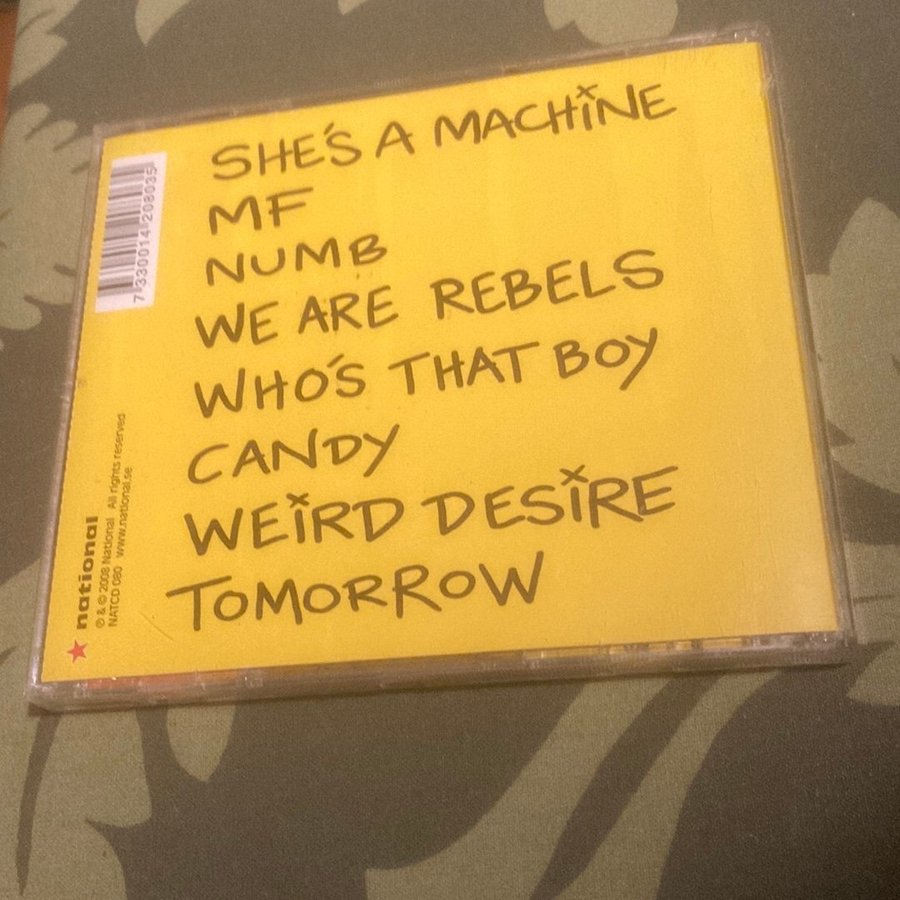 SHE'S A MACHINE
MF
NUMB
WE ARE REBELS
WHO'S THAT BOY
CANDY
WEIRD DESIRE
TOMORROW
7 330014 208035
national
℗ & © 2008 National All rights reserved
NATCD 080 www.national.se